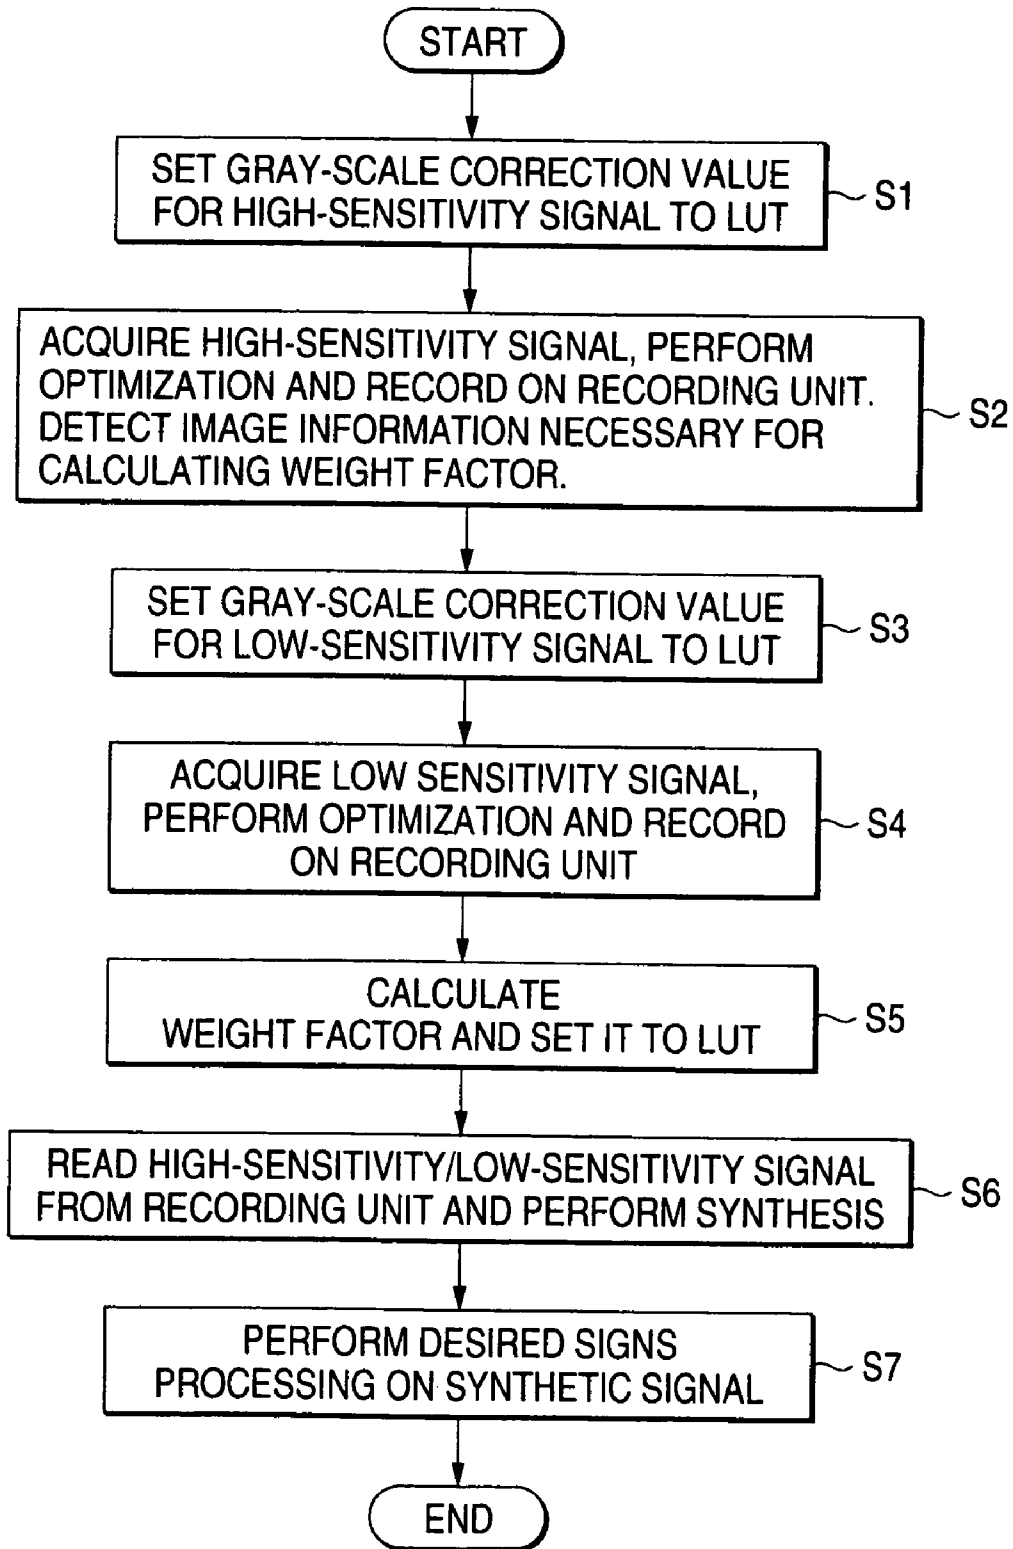 START
SET GRAY-SCALE CORRECTION VALUE
FOR HIGH-SENSITIVITY SIGNAL TO LUT
S1
ACQUIRE HIGH-SENSITIVITY SIGNAL, PERFORM
OPTIMIZATION AND RECORD ON RECORDING UNIT.
DETECT IMAGE INFORMATION NECESSARY FOR
CALCULATING WEIGHT FACTOR.
S2
SET GRAY-SCALE CORRECTION VALUE
FOR LOW-SENSITIVITY SIGNAL TO LUT
S3
ACQUIRE LOW SENSITIVITY SIGNAL,
PERFORM OPTIMIZATION AND RECORD
ON RECORDING UNIT
S4
CALCULATE
WEIGHT FACTOR AND SET IT TO LUT
S5
READ HIGH-SENSITIVITY/LOW-SENSITIVITY SIGNAL
FROM RECORDING UNIT AND PERFORM SYNTHESIS
S6
PERFORM DESIRED SIGNS
PROCESSING ON SYNTHETIC SIGNAL
S7
END